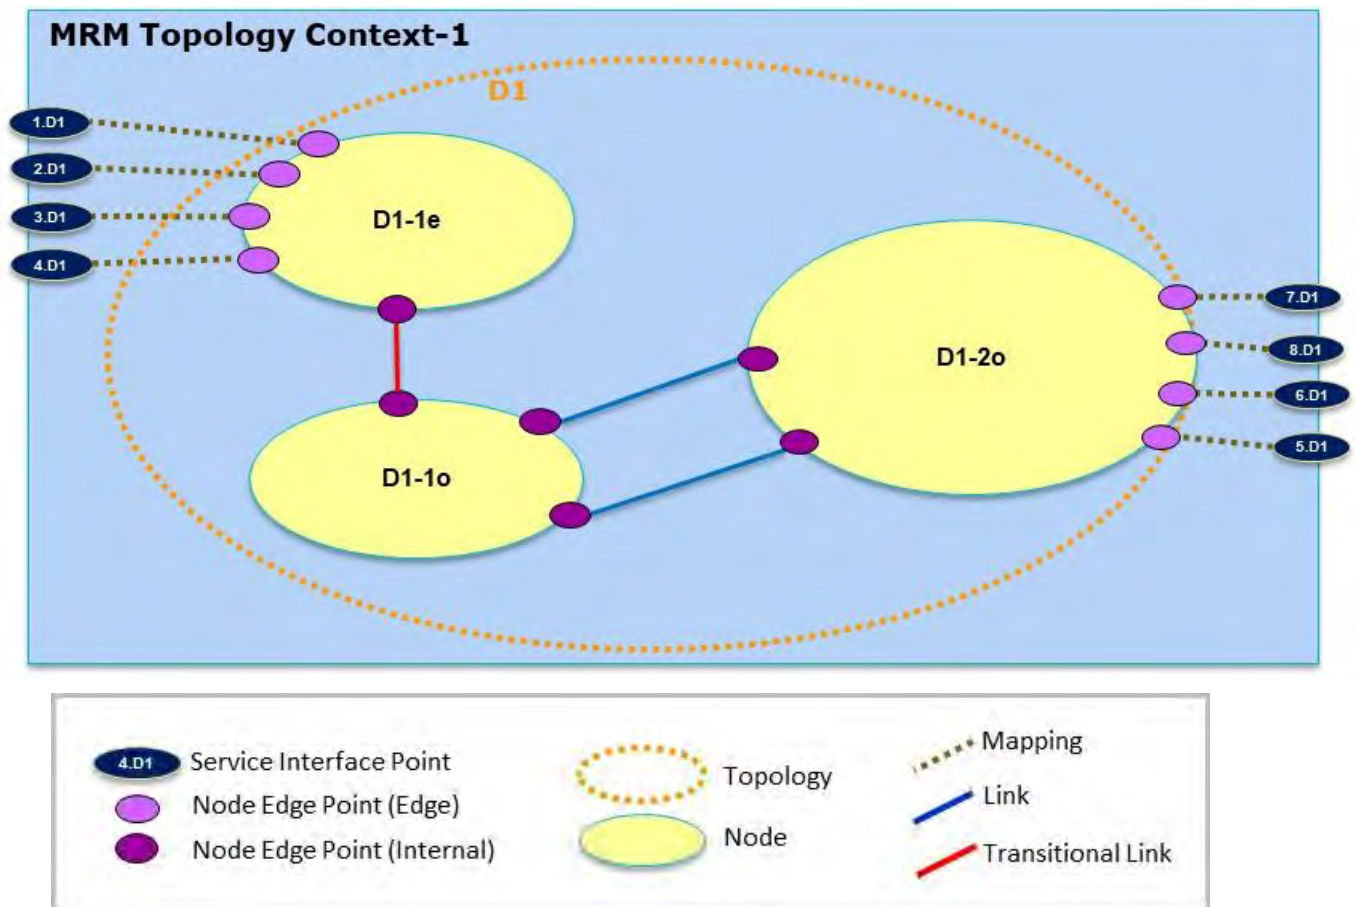 MRM Topology Context-1
D1
1.D1
2.D1
3.D1
4.D1
D1-1e
7.D1
8.D1
D1-2o
6.D1
5.D1
D1-1o
4.D1 Service Interface Point
Node Edge Point (Edge)
Node Edge Point (Internal)
Topology
Node
Mapping
Link
Transitional Link